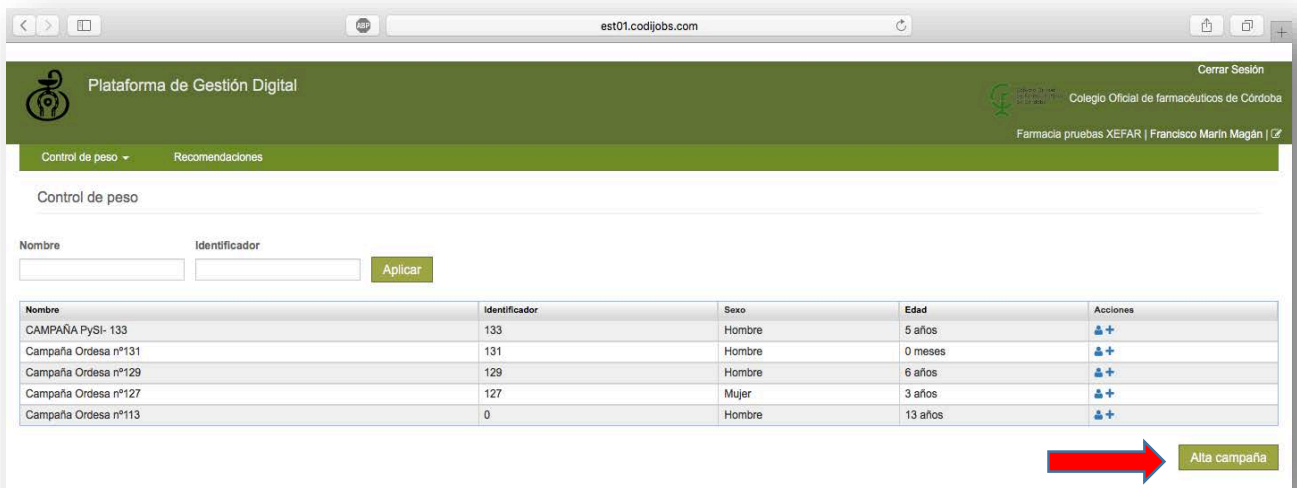 ABP
est01.codijobs.com
Cerrar Sesión
Plataforma de Gestión Digital
Colegio Oficial de farmacéuticos de Córdoba
Farmacia pruebas XEFAR | Francisco Marín Magán |
Control de peso Recomendaciones
Control de peso
Nombre Identificador
Aplicar
Nombre Identificador Sexo Edad Acciones
CAMPAÑA PySI- 133 133 Hombre 5 años
Campaña Ordesa nº131 131 Hombre 0 meses
Campaña Ordesa nº129 129 Hombre 6 años
Campaña Ordesa nº127 127 Mujer 3 años
Campaña Ordesa nº113 0 Hombre 13 años
Alta campaña